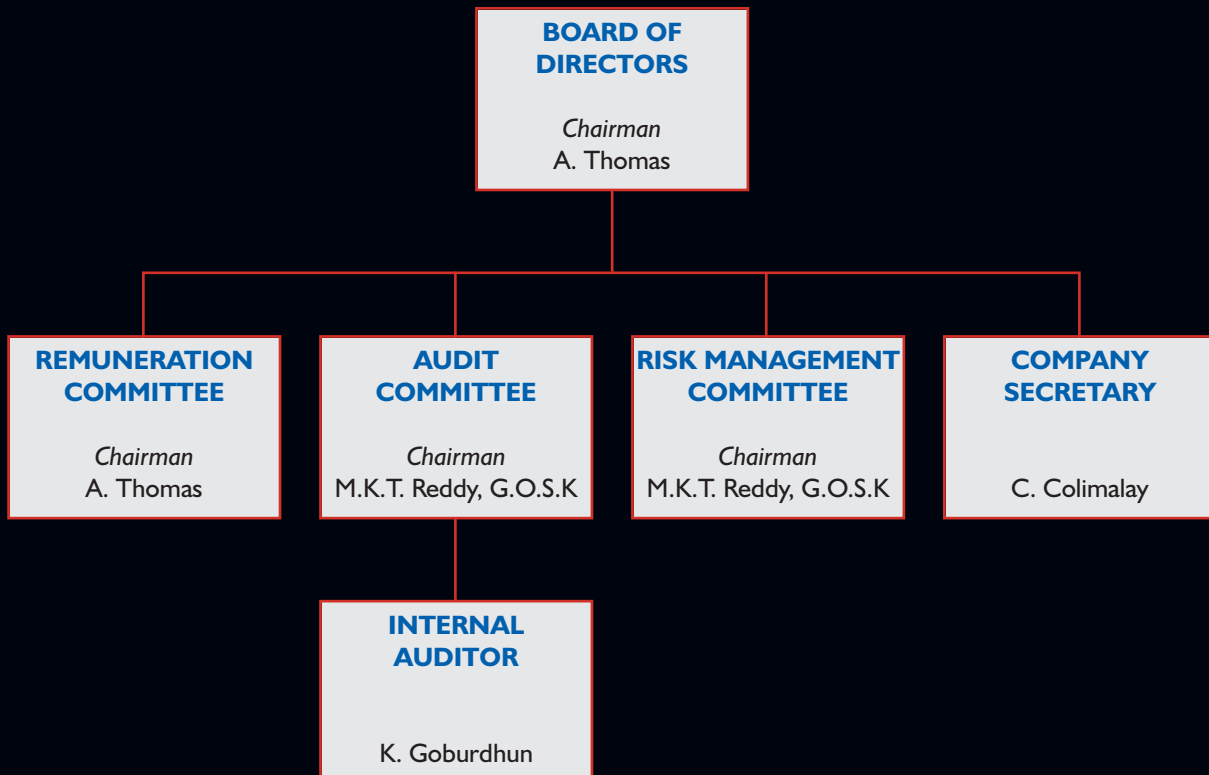 BOARD OF
DIRECTORS
Chairman
A. Thomas
REMUNERATION
COMMITTEE
Chairman
A. Thomas
AUDIT
COMMITTEE
Chairman
M.K.T. Reddy, G.O.S.K
RISK MANAGEMENT
COMMITTEE
Chairman
M.K.T. Reddy, G.O.S.K
COMPANY
SECRETARY
C. Colimalay
INTERNAL
AUDITOR
K. Goburdhun